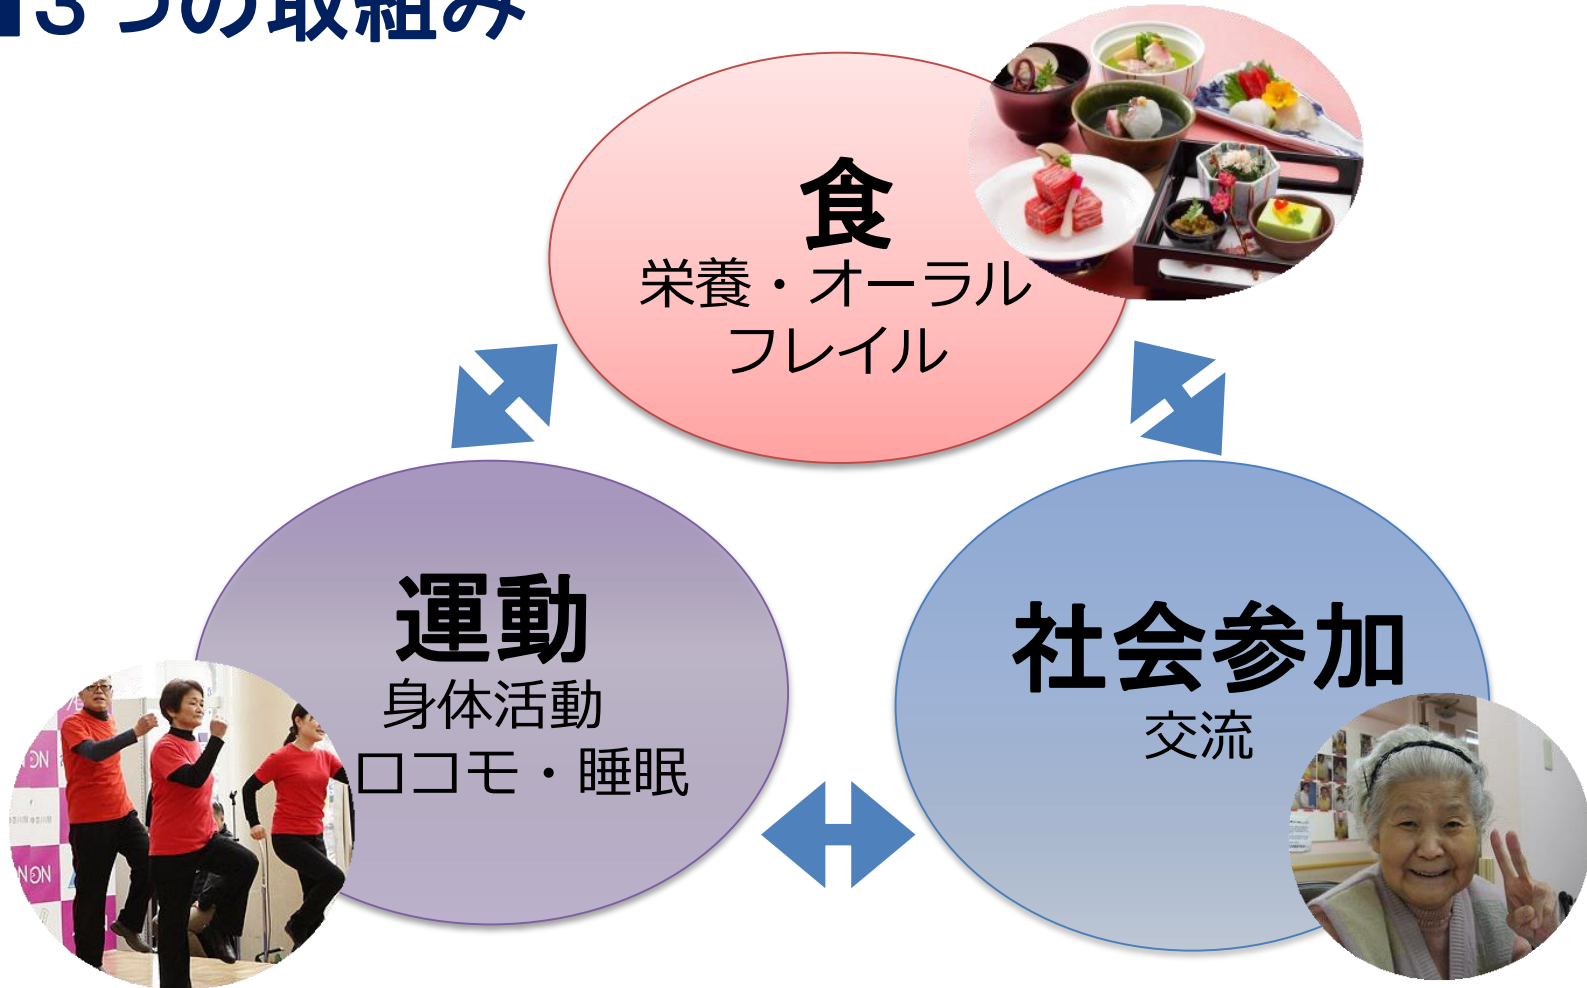 ■3つの取組み
食
栄養・オーラル
フレイル
運動
身体活動
ロコモ・睡眠
社会参加
交流